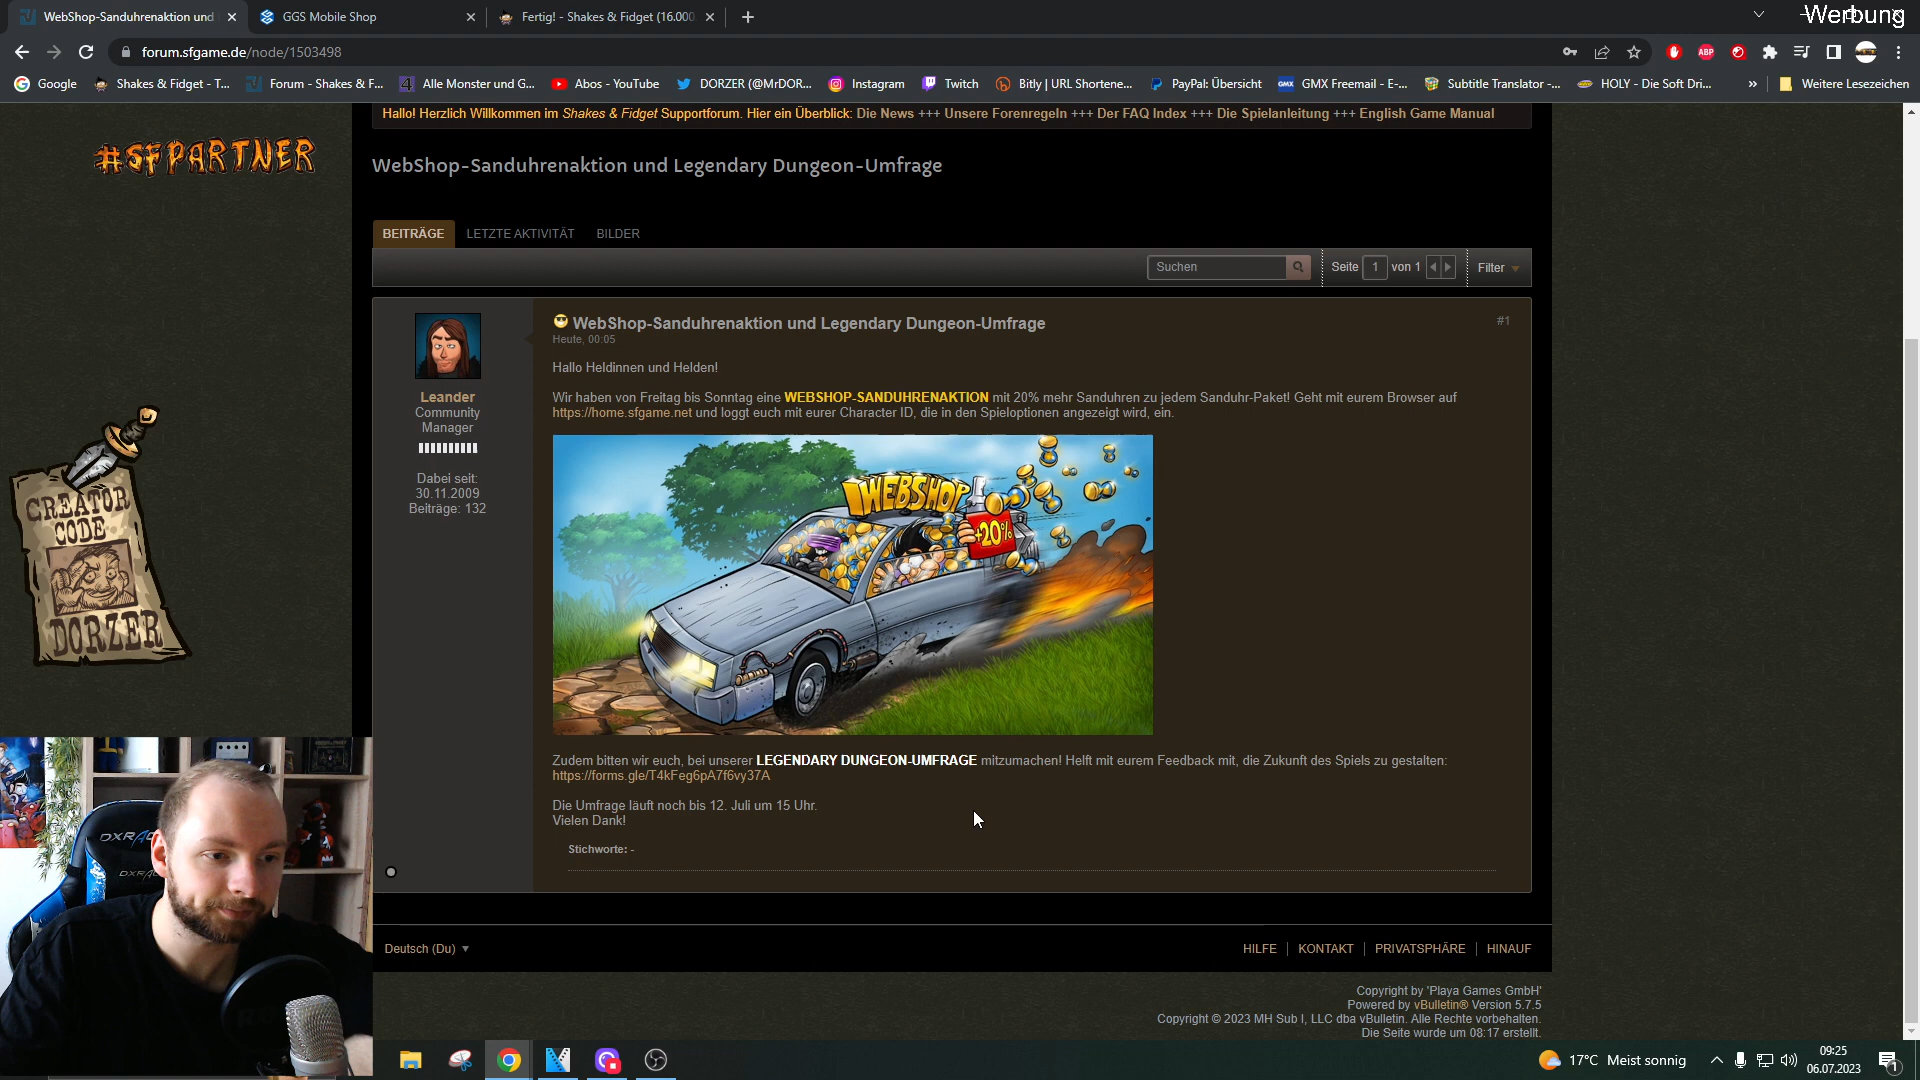 WebShop-Sanduhrenaktion und
GGS Mobile Shop
Fertig! - Shakes & Fidget (16.000
Werbung
forum.sfgame.de/node/1503498
ABP
Google
Shakes & Fidget - T...
Forum - Shakes & F...
Alle Monster und G...
Abos - YouTube
DORZER (@MrDOR...
Instagram
Twitch
Bitly | URL Shortene...
PayPal: Übersicht
GMX
GMX Freemail - E-...
Subtitle Translator -...
HOLY - Die Soft Dri...
»
Weitere Lesezeichen
Hallo! Herzlich Willkommen im Shakes & Fidget Supportforum. Hier ein Überblick: Die News +++ Unsere Forenregeln +++ Der FAQ Index +++ Die Spielanleitung +++ English Game Manual
#SFPARTNER
WebShop-Sanduhrenaktion und Legendary Dungeon-Umfrage
BEITRÄGE
LETZTE AKTIVITÄT
BILDER
Suchen
Seite 1 von 1
Filter
WebShop-Sanduhrenaktion und Legendary Dungeon-Umfrage
#1
Heute, 00:05
Hallo Heldinnen und Helden!
Leander
Community
Manager
Dabei seit:
30.11.2009
Beiträge: 132
Wir haben von Freitag bis Sonntag eine WEBSHOP-SANDUHRENAKTION mit 20% mehr Sanduhren zu jedem Sanduhr-Paket! Geht mit eurem Browser auf
https://home.sfgame.net und loggt euch mit eurer Character ID, die in den Spieloptionen angezeigt wird, ein.
WEBSHOP
+20%
CREATOR
CODE
DORZER
Zudem bitten wir euch, bei unserer LEGENDARY DUNGEON-UMFRAGE mitzumachen! Helft mit eurem Feedback mit, die Zukunft des Spiels zu gestalten:
https://forms.gle/T4kFeg6pA7f6vy37A
Die Umfrage läuft noch bis 12. Juli um 15 Uhr.
Vielen Dank!
Stichworte: -
Deutsch (Du)
HILFE
KONTAKT
PRIVATSPHÄRE
HINAUF
Copyright by 'Playa Games GmbH'
Powered by vBulletin® Version 5.7.5
Copyright © 2023 MH Sub I, LLC dba vBulletin. Alle Rechte vorbehalten.
Die Seite wurde um 08:17 erstellt.
17°C Meist sonnig
09:25
06.07.2023
1